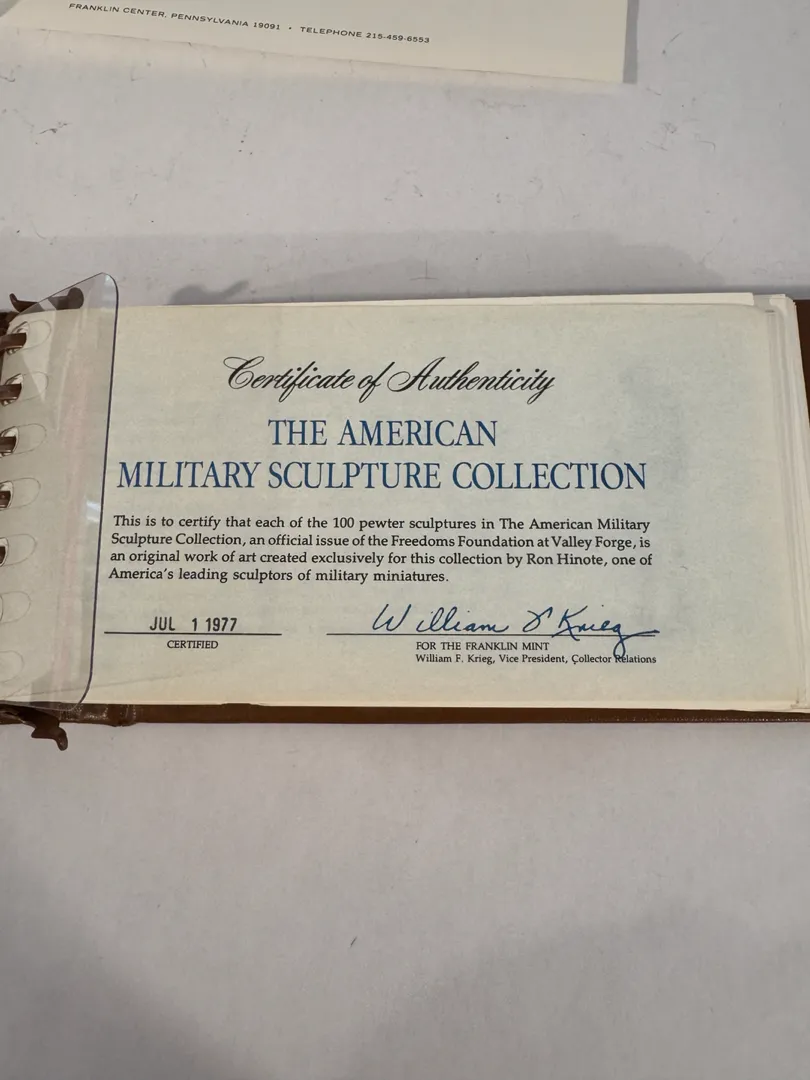 FRANKLIN CENTER, PENNSYLVANIA 19091 • TELEPHONE 215-459-6553
Certificate of Authenticity
THE AMERICAN
MILITARY SCULPTURE COLLECTION
This is to certify that each of the 100 pewter sculptures in The American Military
Sculpture Collection, an official issue of the Freedoms Foundation at Valley Forge, is
an original work of art created exclusively for this collection by Ron Hinote, one of
America's leading sculptors of military miniatures.
JUL 1 1977
William F Krieg
CERTIFIED
FOR THE FRANKLIN MINT
William F. Krieg, Vice President, Collector Relations